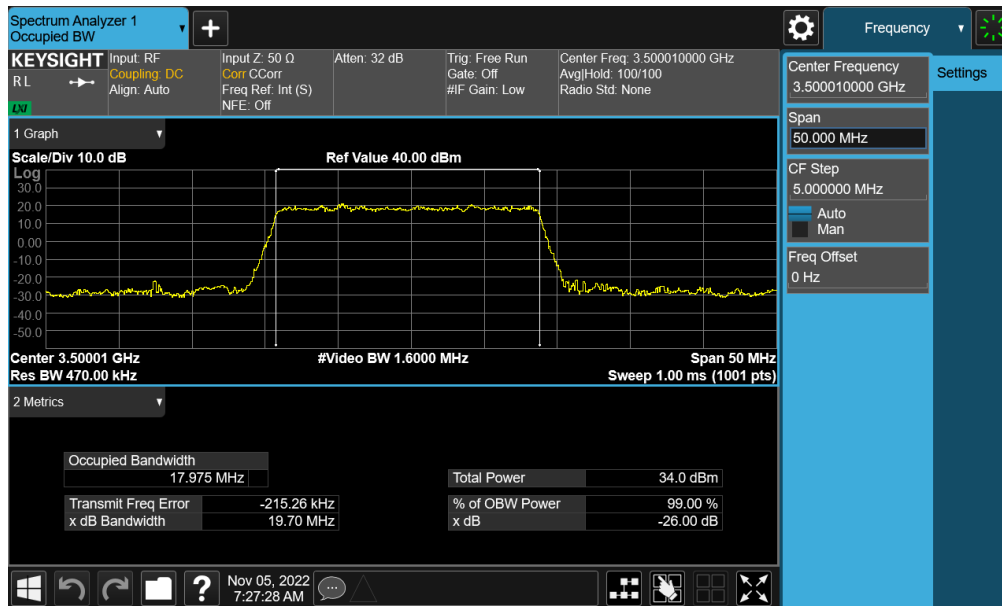 Spectrum Analyzer 1
Occupied BW
+
Frequency
KEYSIGHT
R L
LXI
Input: RF
Coupling: DC
Align: Auto
Input Z: 50 Ω
Corr CCorr
Freq Ref: Int (S)
NFE: Off
Atten: 32 dB
Trig: Free Run
Gate: Off
#IF Gain: Low
Center Freq: 3.500010000 GHz
Avg|Hold: 100/100
Radio Std: None
Center Frequency
3.500010000 GHz
Settings
Span
50.000 MHz
CF Step
5.000000 MHz
Auto
Man
Freq Offset
0 Hz
1 Graph
Scale/Div 10.0 dB
Ref Value 40.00 dBm
Log
30.0
20.0
10.0
0.00
-10.0
-20.0
-30.0
-40.0
-50.0
Center 3.50001 GHz
#Video BW 1.6000 MHz
Span 50 MHz
Res BW 470.00 kHz
Sweep 1.00 ms (1001 pts)
2 Metrics
Occupied Bandwidth
17.975 MHz
Total Power 34.0 dBm
Transmit Freq Error -215.26 kHz
% of OBW Power 99.00 %
x dB Bandwidth 19.70 MHz
x dB -26.00 dB
?
Nov 05, 2022
7:27:28 AM